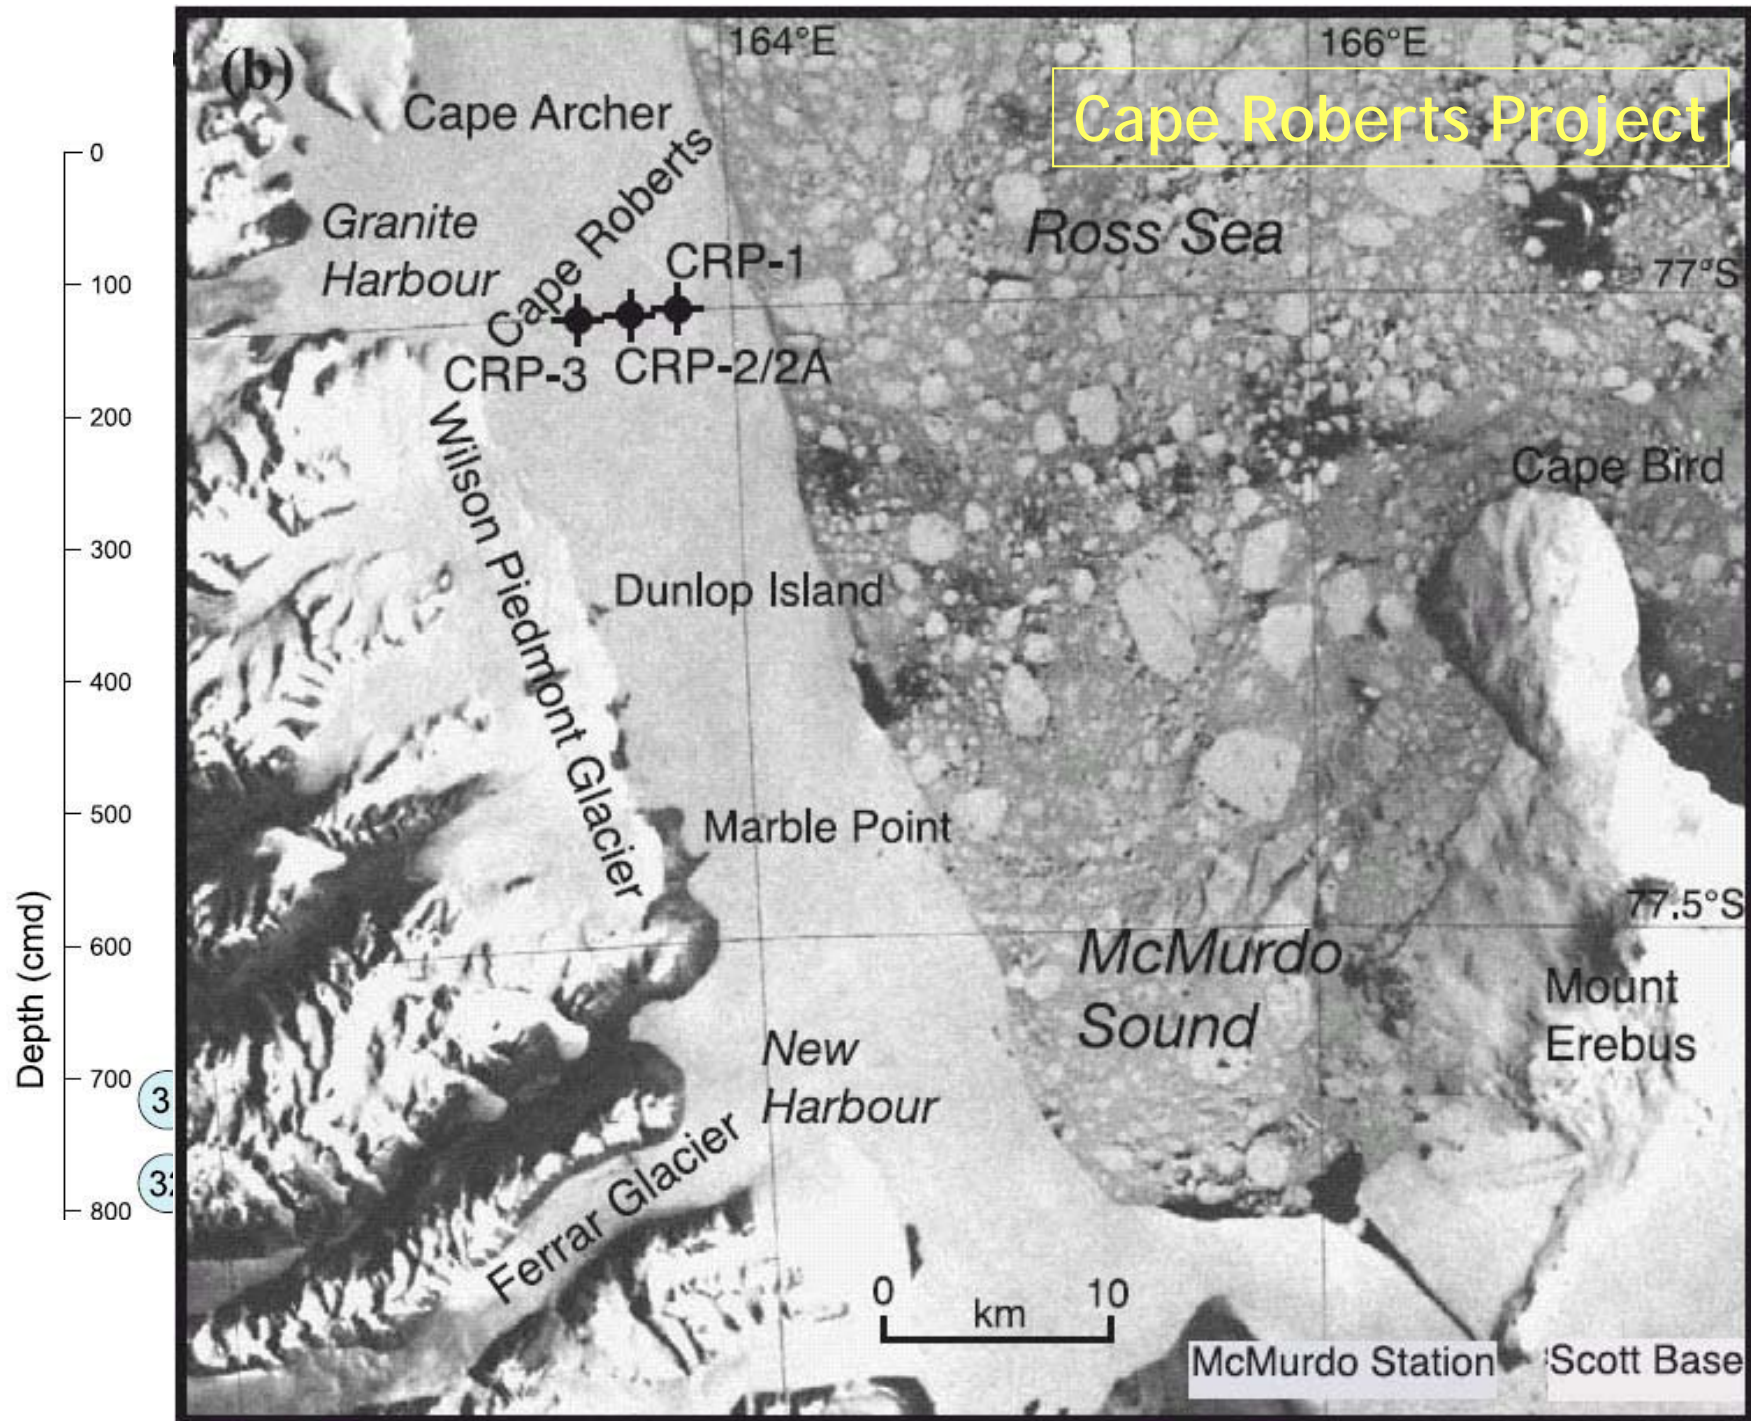 (b)
164°E
166°E
Cape Roberts Project
Cape Archer
Cape Roberts
Granite
Harbour
Ross Sea
CRP-1
77°S
CRP-3
CRP-2/2A
Wilson Piedmont Glacier
Cape Bird
Dunlop Island
Marble Point
77.5°S
McMurdo
Sound
Mount
Erebus
New
Harbour
Ferrar Glacier
0
10
km
McMurdo Station
Scott Base
0
100
200
300
400
500
600
700
800
Depth (cmd)
3